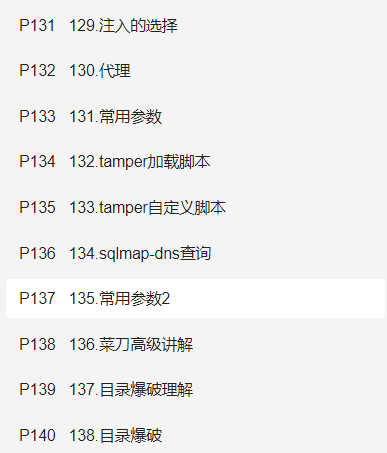 P131 129.注入的选择
P132 130.代理
P133 131.常用参数
P134 132.tamper加载脚本
P135 133.tamper自定义脚本
P136 134.sqlmap-dns查询
P137 135.常用参数2
P138 136.菜刀高级讲解
P139 137.目录爆破理解
P140 138.目录爆破